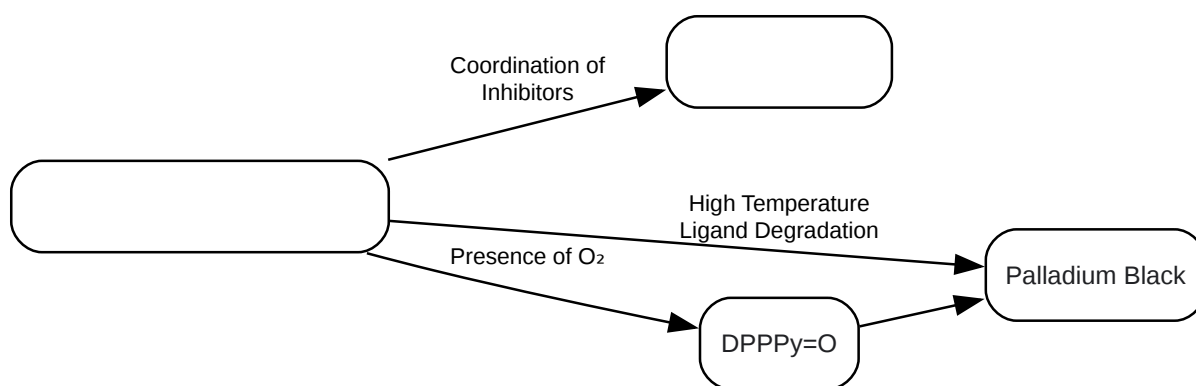 Coordination of
Inhibitors
High Temperature
Ligand Degradation
Presence of O₂
Palladium Black
DPPPy=O